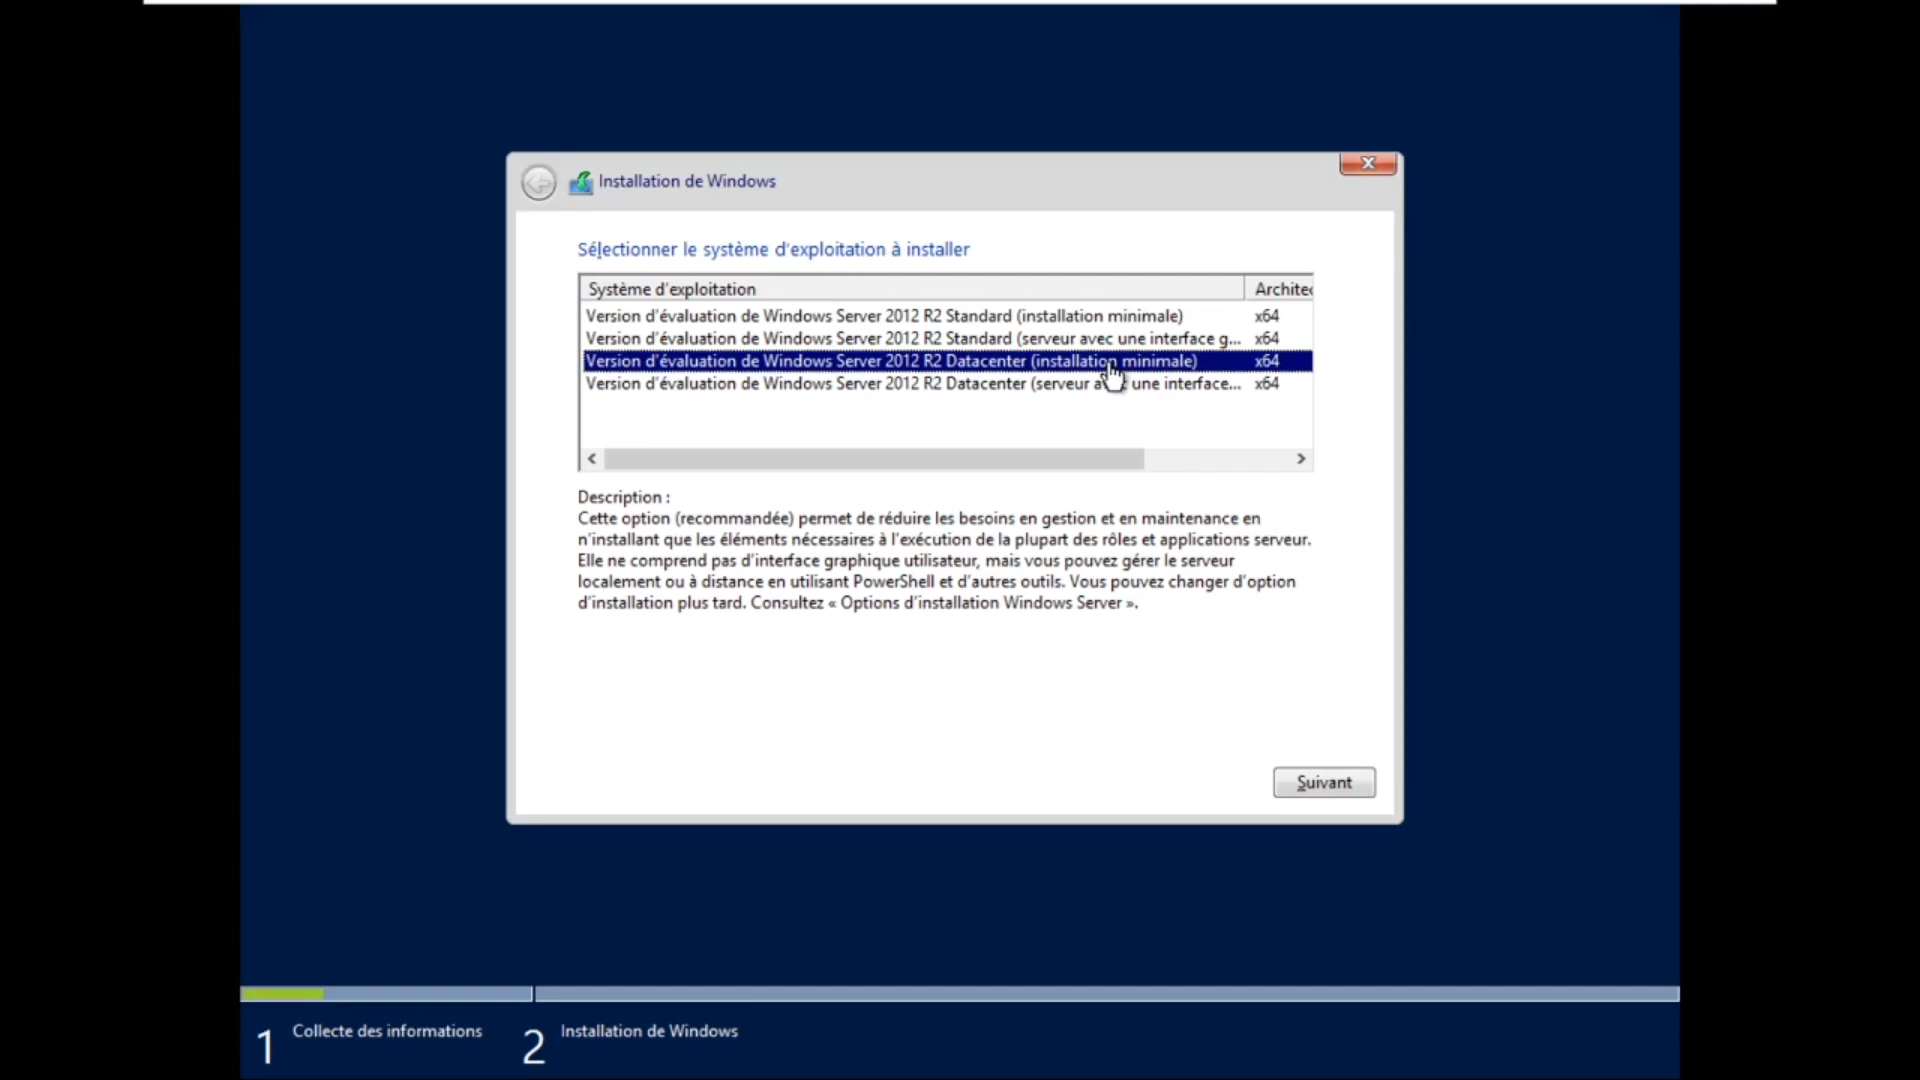 Installation de Windows
Sélectionner le système d'exploitation à installer
Système d'exploitation Architec
Version d'évaluation de Windows Server 2012 R2 Standard (installation minimale) x64
Version d'évaluation de Windows Server 2012 R2 Standard (serveur avec une interface g... x64
Version d'évaluation de Windows Server 2012 R2 Datacenter (installation minimale) x64
Version d'évaluation de Windows Server 2012 R2 Datacenter (serveur avec une interface... x64
Description :
Cette option (recommandée) permet de réduire les besoins en gestion et en maintenance en
n'installant que les éléments nécessaires à l'exécution de la plupart des rôles et applications serveur.
Elle ne comprend pas d'interface graphique utilisateur, mais vous pouvez gérer le serveur
localement ou à distance en utilisant PowerShell et d'autres outils. Vous pouvez changer d'option
d'installation plus tard. Consultez « Options d'installation Windows Server ».
Suivant
1 Collecte des informations 2 Installation de Windows